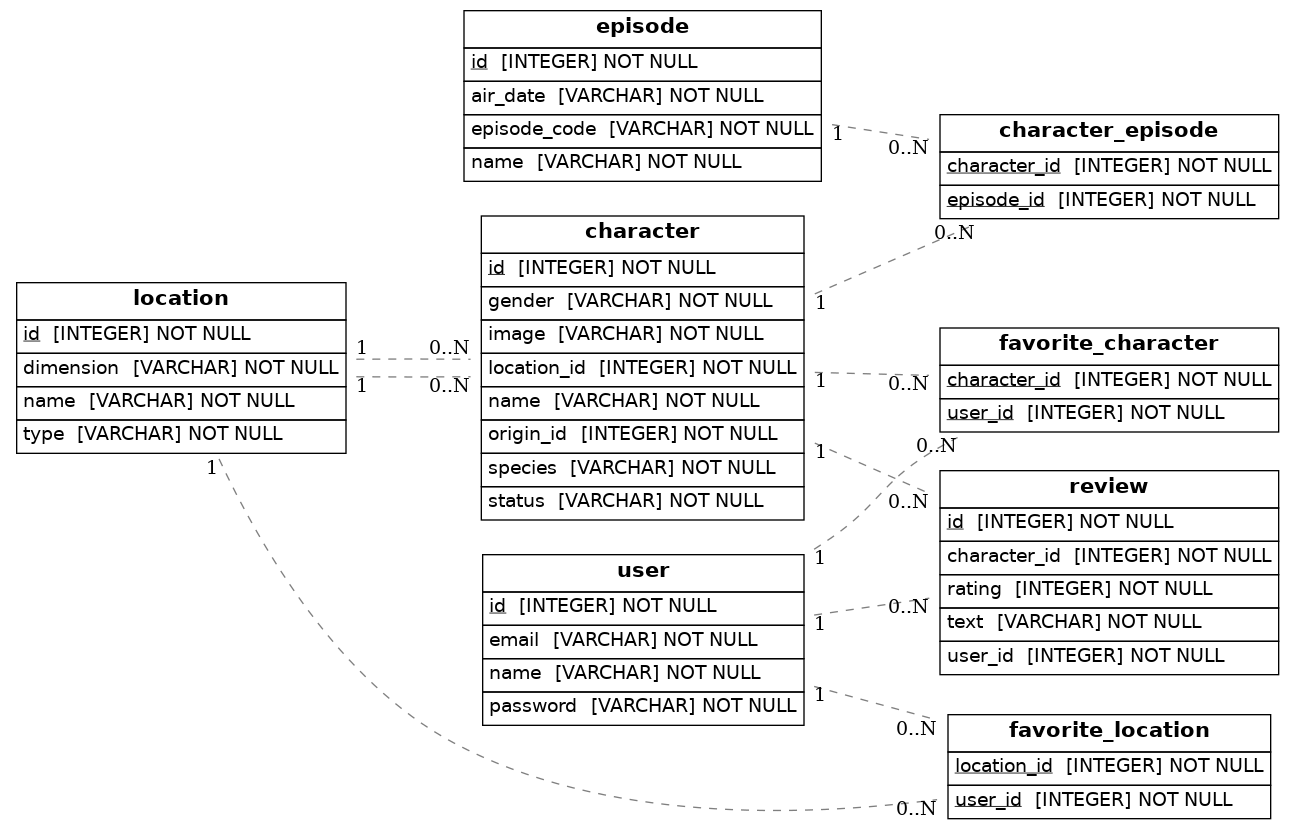 episode
id [INTEGER] NOT NULL
air_date [VARCHAR] NOT NULL
episode_code [VARCHAR] NOT NULL
name [VARCHAR] NOT NULL
1
0..N
character_episode
character_id [INTEGER] NOT NULL
episode_id [INTEGER] NOT NULL
0..N
1
character
id [INTEGER] NOT NULL
gender [VARCHAR] NOT NULL
image [VARCHAR] NOT NULL
location_id [INTEGER] NOT NULL
name [VARCHAR] NOT NULL
origin_id [INTEGER] NOT NULL
species [VARCHAR] NOT NULL
status [VARCHAR] NOT NULL
location
id [INTEGER] NOT NULL
dimension [VARCHAR] NOT NULL
name [VARCHAR] NOT NULL
type [VARCHAR] NOT NULL
1
0..N
1
0..N
1
favorite_character
character_id [INTEGER] NOT NULL
user_id [INTEGER] NOT NULL
1
0..N
0..N
1
0..N
review
id [INTEGER] NOT NULL
character_id [INTEGER] NOT NULL
rating [INTEGER] NOT NULL
text [VARCHAR] NOT NULL
user_id [INTEGER] NOT NULL
user
id [INTEGER] NOT NULL
email [VARCHAR] NOT NULL
name [VARCHAR] NOT NULL
password [VARCHAR] NOT NULL
1
1
0..N
1
0..N
favorite_location
location_id [INTEGER] NOT NULL
user_id [INTEGER] NOT NULL
0..N